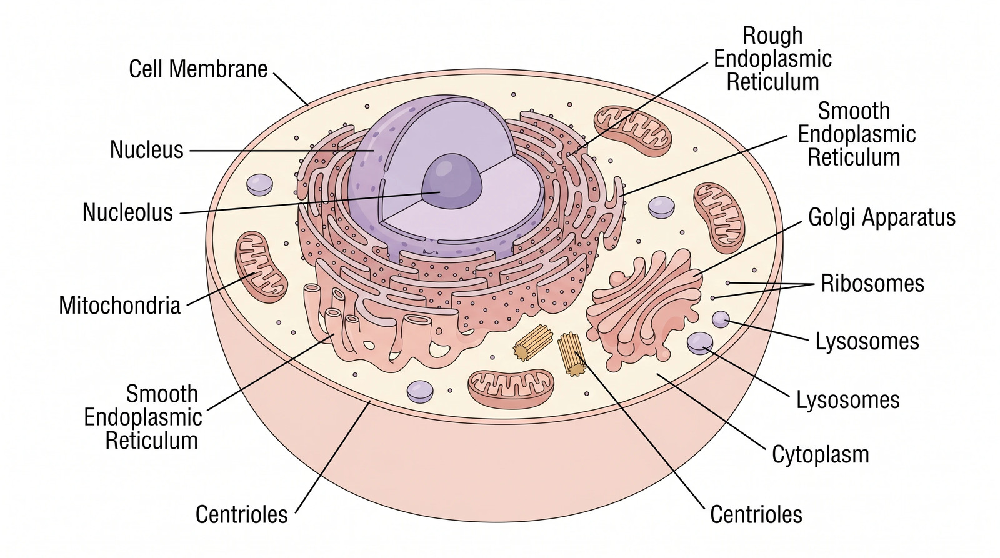 Cell Membrane
Nucleus
Nucleolus
Mitochondria
Smooth
Endoplasmic
Reticulum
Centrioles
Rough
Endoplasmic
Reticulum
Smooth
Endoplasmic
Reticulum
Golgi Apparatus
Ribosomes
Lysosomes
Lysosomes
Cytoplasm
Centrioles